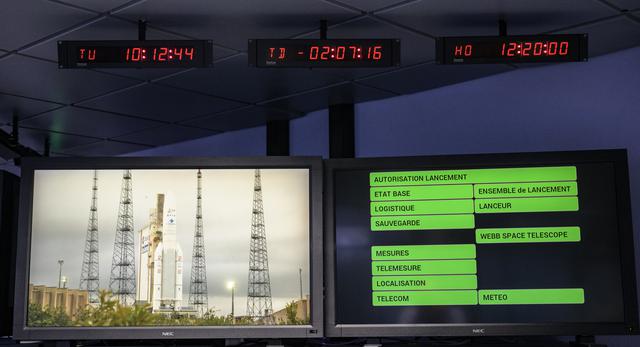 TU 10:12:44
TD - 02:07:16
HO 12:20:00
AUTORISATION LANCEMENT
ETAT BASE
ENSEMBLE de LANCEMENT
LOGISTIQUE
LANCEUR
SAUVEGARDE
WEBB SPACE TELESCOPE
MESURES
TELEMESURE
LOCALISATION
TELECOM
METEO
NEC
NEC